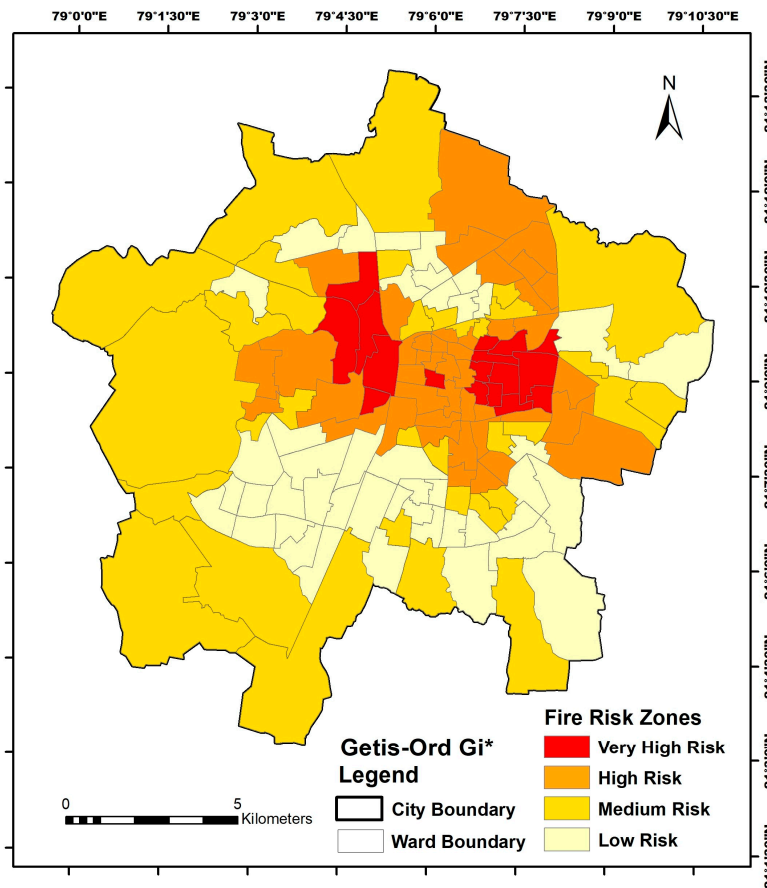 79°0'0"E 79°1'30"E 79°3'0"E 79°4'30"E 79°6'0"E 79°7'30"E 79°9'0"E 79°10'30"E
N
Fire Risk Zones
Very High Risk
High Risk
Medium Risk
Low Risk
Getis-Ord Gi*
Legend
City Boundary
Ward Boundary
0 5
Kilometers